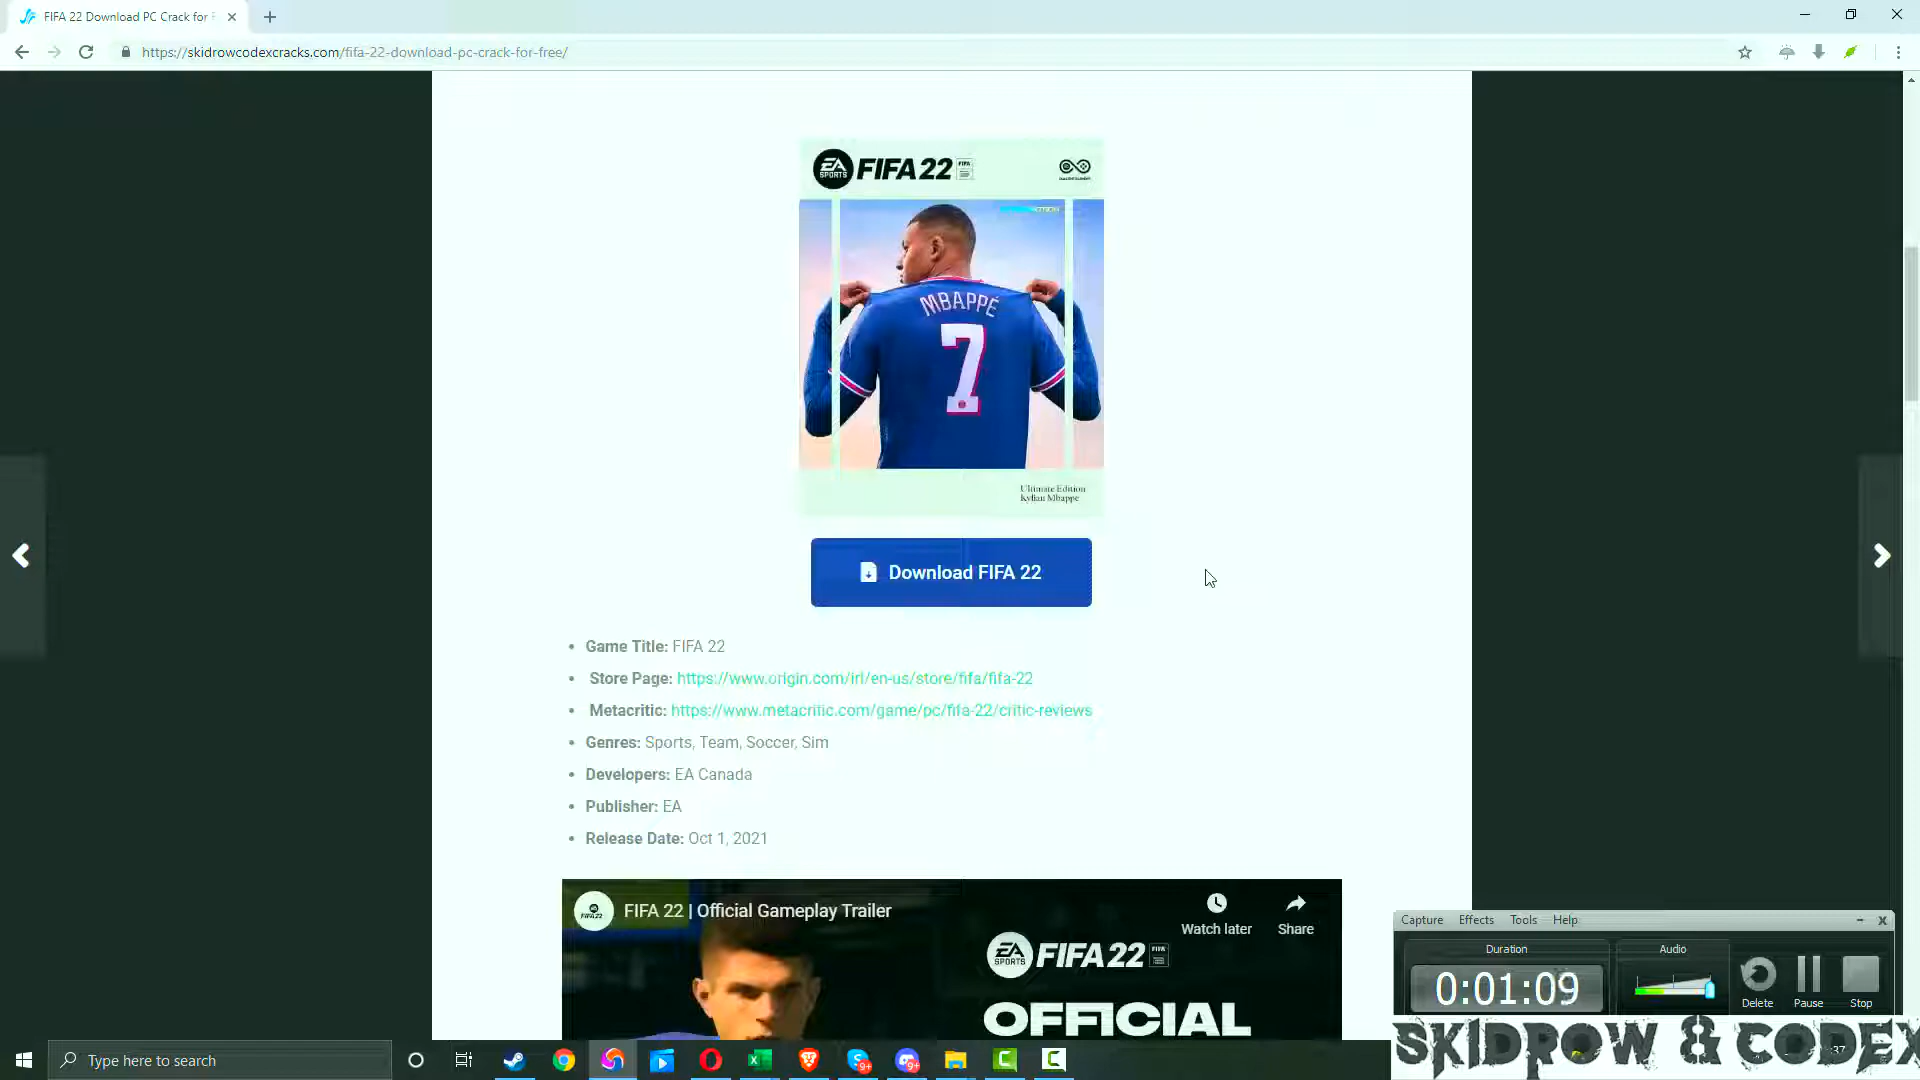 FIFA 22 Download PC Crack for F
https://skidrowcodexcracks.com/fifa-22-download-pc-crack-for-free/
EA SPORTS FIFA 22
MBAPPÉ
7
Ultimate Edition
Kylian Mbappe
Download FIFA 22
Game Title: FIFA 22
Store Page: https://www.origin.com/irl/en-us/store/fifa/fifa-22
Metacritic: https://www.metacritic.com/game/pc/fifa-22/critic-reviews
Genres: Sports, Team, Soccer, Sim
Developers: EA Canada
Publisher: EA
Release Date: Oct 1, 2021
FIFA 22 | Official Gameplay Trailer
Watch later
Share
EA SPORTS FIFA 22
OFFICIAL
Capture Effects Tools Help
Duration
Audio
0:01:09
Delete Pause Stop
SKIDROW & CODEX
Type here to search